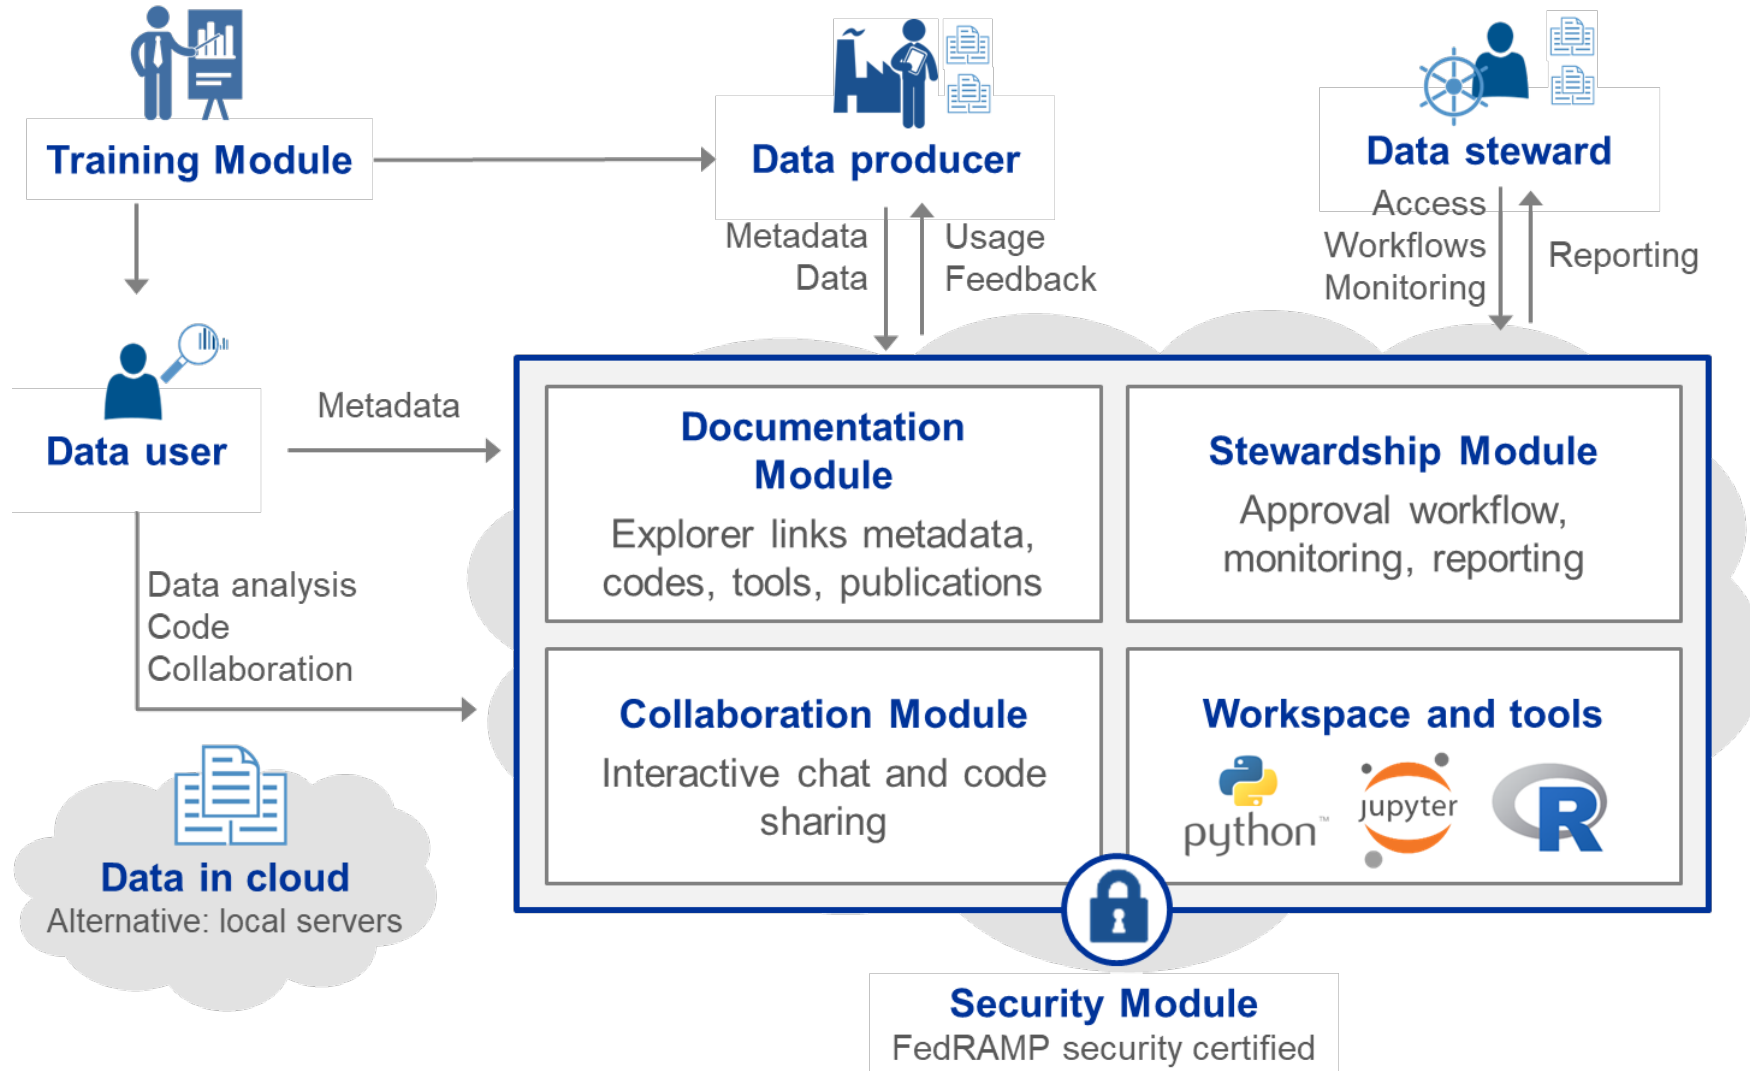 Training Module
Data producer
Data steward
Metadata
Data
Usage
Feedback
Access
Workflows
Monitoring
Reporting
Data user
Metadata
Data analysis
Code
Collaboration
Documentation
Module
Explorer links metadata,
codes, tools, publications
Stewardship Module
Approval workflow,
monitoring, reporting
Collaboration Module
Interactive chat and code
sharing
Workspace and tools
python™
jupyter
R
Data in cloud
Alternative: local servers
Security Module
FedRAMP security certified